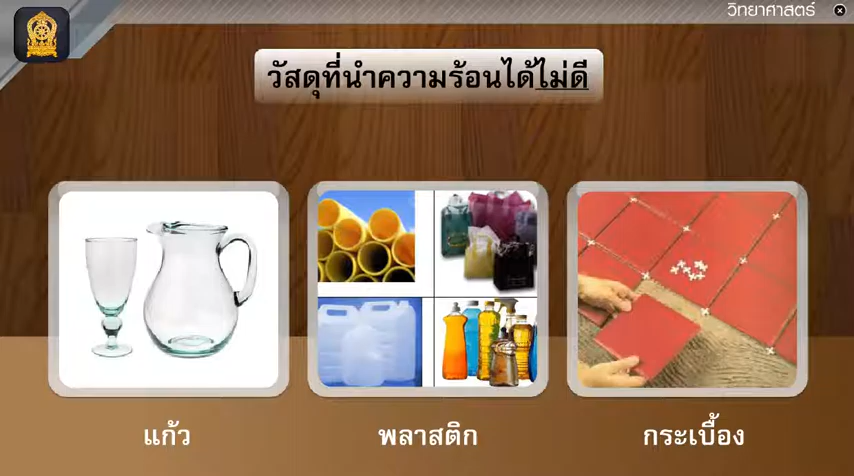 วิทยาศาสตร์
วัสดุที่นำความร้อนได้ไม่ดี
แก้ว
พลาสติก
กระเบื้อง